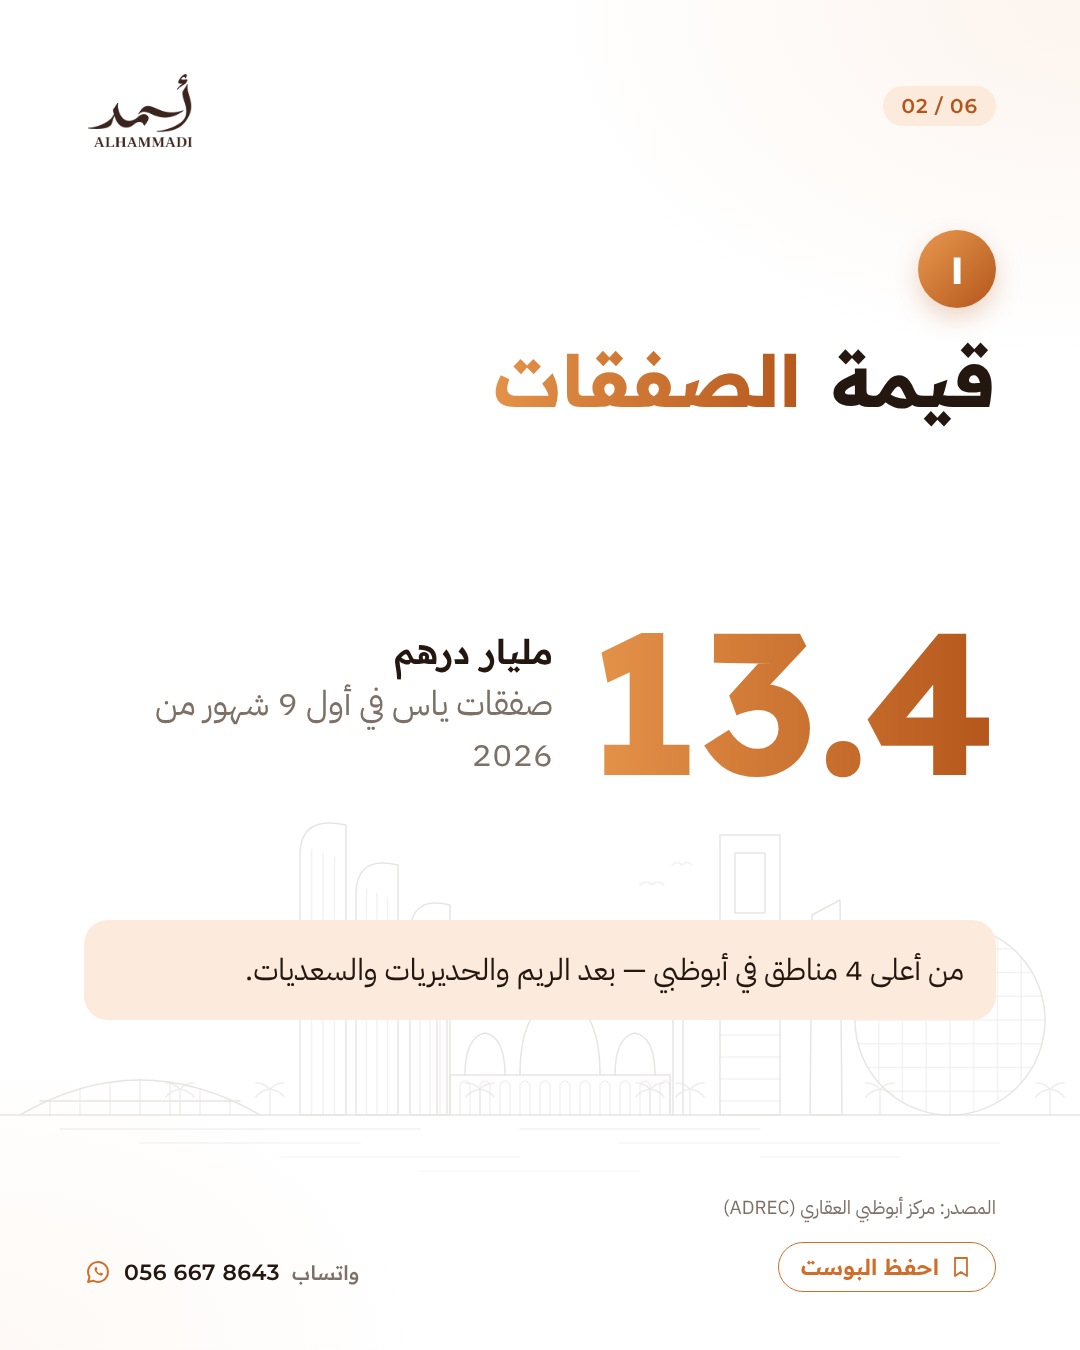 02 / 06
أحمد
ALHAMMADI
١
قيمة الصفقات
13.4
مليار درهم
صفقات ياس في أول 9 شهور من
2026
من أعلى 4 مناطق في أبوظبي — بعد الريم والحديريات والسعديات.
المصدر: مركز أبوظبي العقاري (ADREC)
احفظ البوست
واتساب 056 667 8643